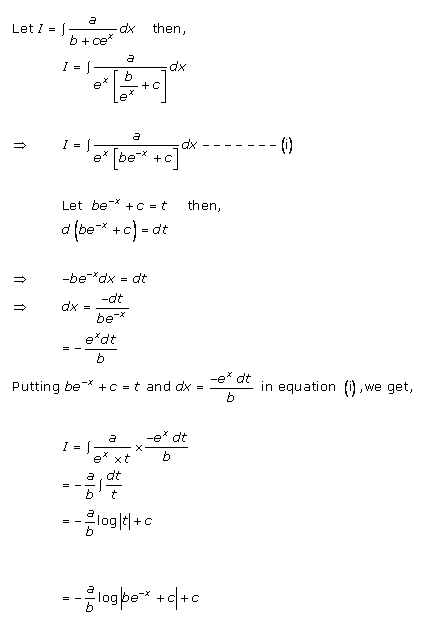 Let I = ∫ a/(b + ce^x) dx then,
I = ∫ a/(e^x [b/e^x + c]) dx
⇒ I = ∫ a/(e^x [be^-x + c]) dx - - - - - - - (i)
Let be^-x + c = t then,
d (be^-x + c) = dt
⇒ -be^-x dx = dt
⇒ dx = -dt/be^-x
= - e^x dt/b
Putting be^-x + c = t and dx = -e^x dt/b in equation (i), we get,
I = ∫ a/(e^x × t) × -e^x dt/b
= - a/b ∫ dt/t
= - a/b log|t| + c
= - a/b log|be^-x + c| + c